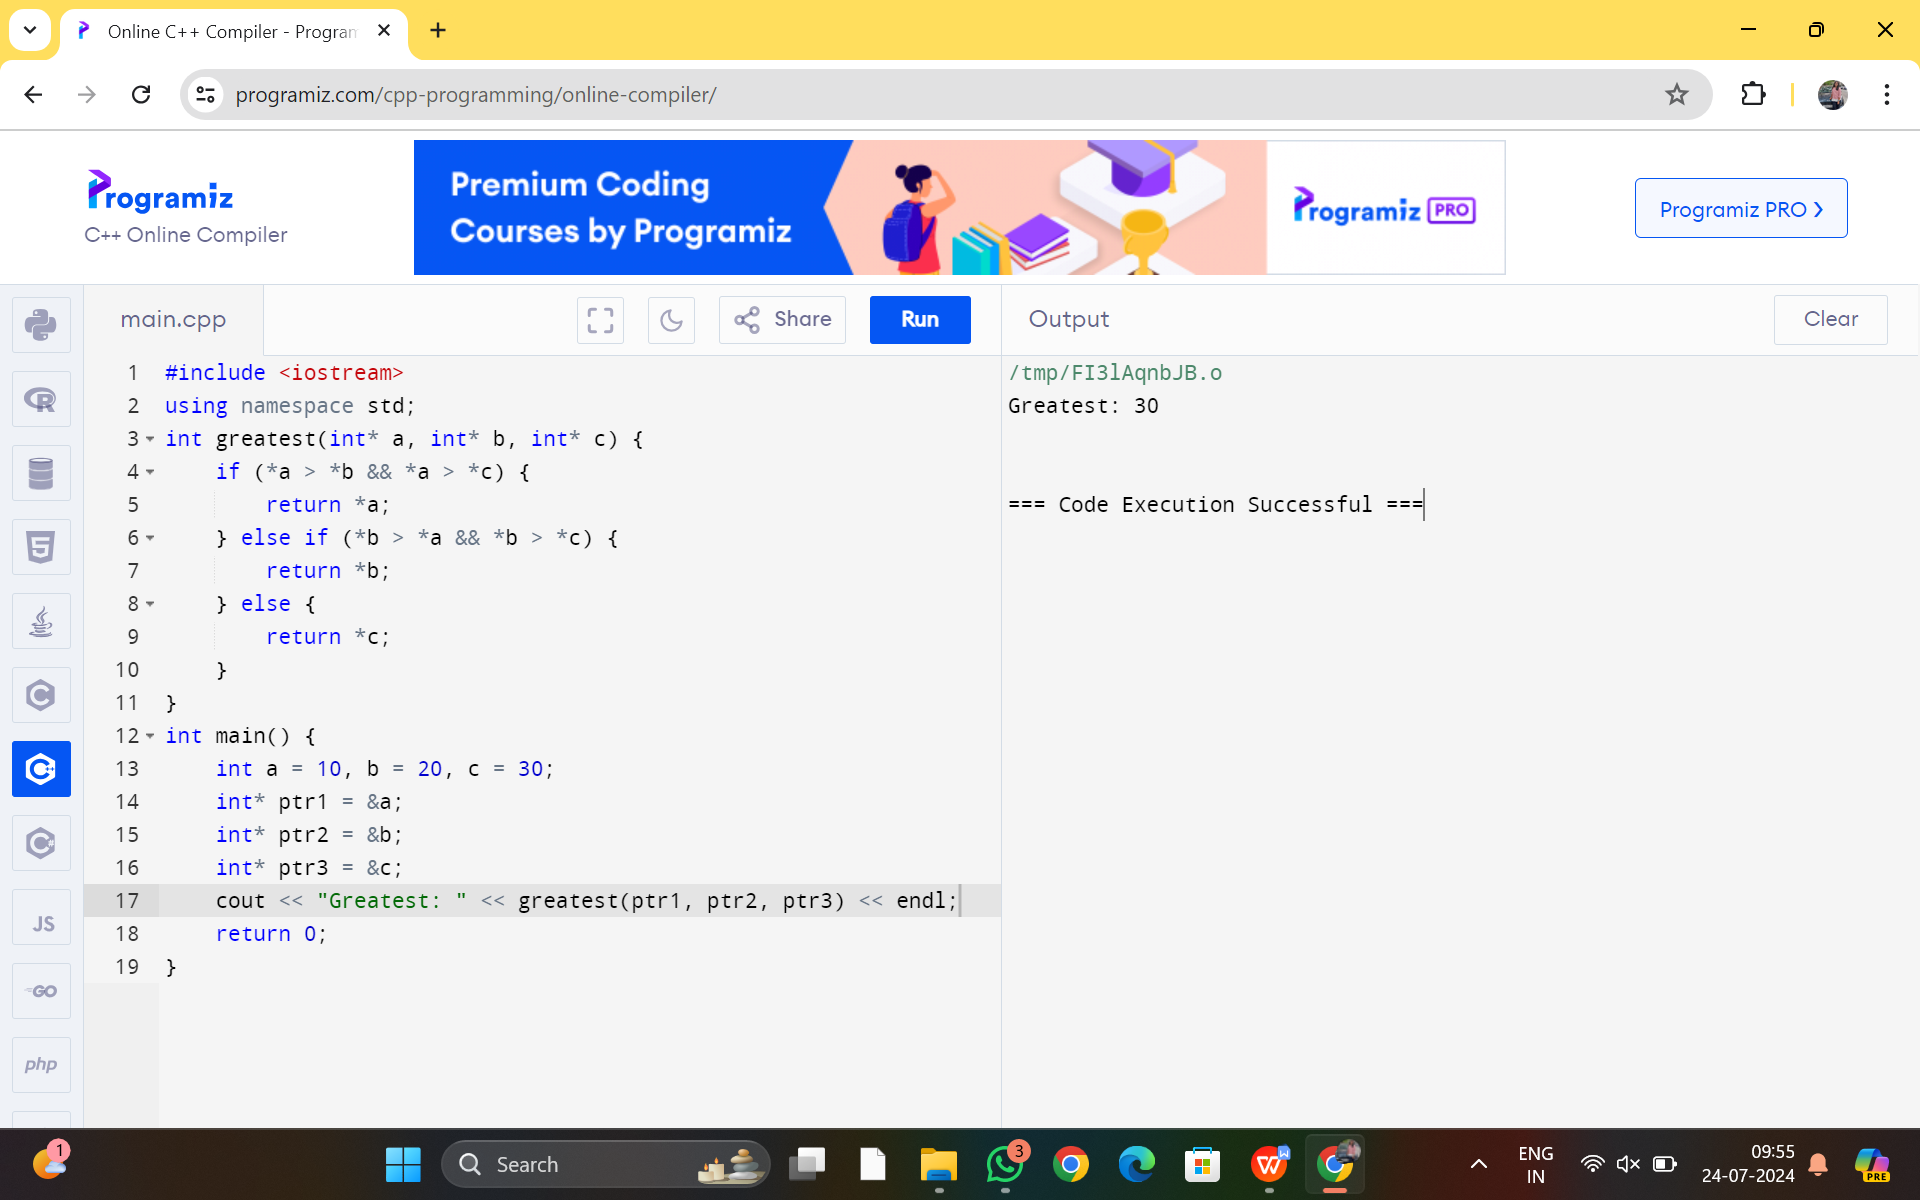 Online C++ Compiler - Program
programiz.com/cpp-programming/online-compiler/
Programiz
C++ Online Compiler
Premium Coding
Courses by Programiz
Programiz PRO
Programiz PRO ❯
main.cpp
Share
Run
Output
Clear
1 #include <iostream>
2 using namespace std;
3 int greatest(int* a, int* b, int* c) {
4     if (*a > *b && *a > *c) {
5         return *a;
6     } else if (*b > *a && *b > *c) {
7         return *b;
8     } else {
9         return *c;
10     }
11 }
12 int main() {
13     int a = 10, b = 20, c = 30;
14     int* ptr1 = &a;
15     int* ptr2 = &b;
16     int* ptr3 = &c;
17     cout << "Greatest: " << greatest(ptr1, ptr2, ptr3) << endl;
18     return 0;
19 }
/tmp/FI3lAqnbJB.o
Greatest: 30
=== Code Execution Successful ===
R
5
C
C+
C#
JS
GO
php
1
Search
3
W
W
ENG
IN
09:55
24-07-2024
PRE